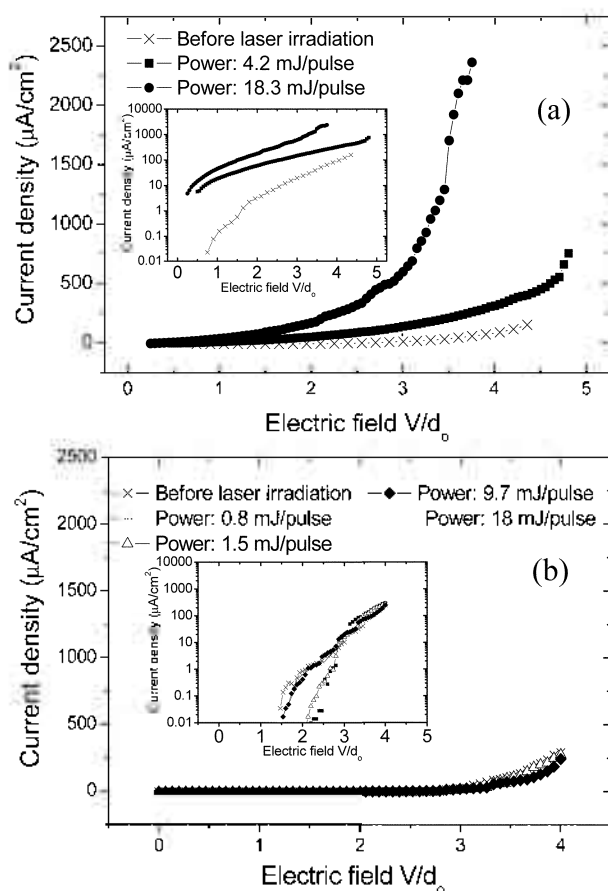 (a)
Before laser irradiation
Power: 4.2 mJ/pulse
Power: 18.3 mJ/pulse
2500
2000
1500
1000
500
0
Current density (µA/cm²)
10000
1000
100
10
1
0.1
0.01
Current density (µA/cm²)
0 1 2 3 4 5
Electric field V/d₀
0 1 2 3 4 5
Electric field V/d₀
(b)
Before laser irradiation
Power: 0.8 mJ/pulse
Power: 1.5 mJ/pulse
Power: 9.7 mJ/pulse
Power: 18 mJ/pulse
2500
2000
1500
1000
500
0
Current density (µA/cm²)
10000
1000
100
10
1
0.1
0.01
Current density (µA/cm²)
0 1 2 3 4 5
Electric field V/d₀
0 1 2 3 4
Electric field V/d₀